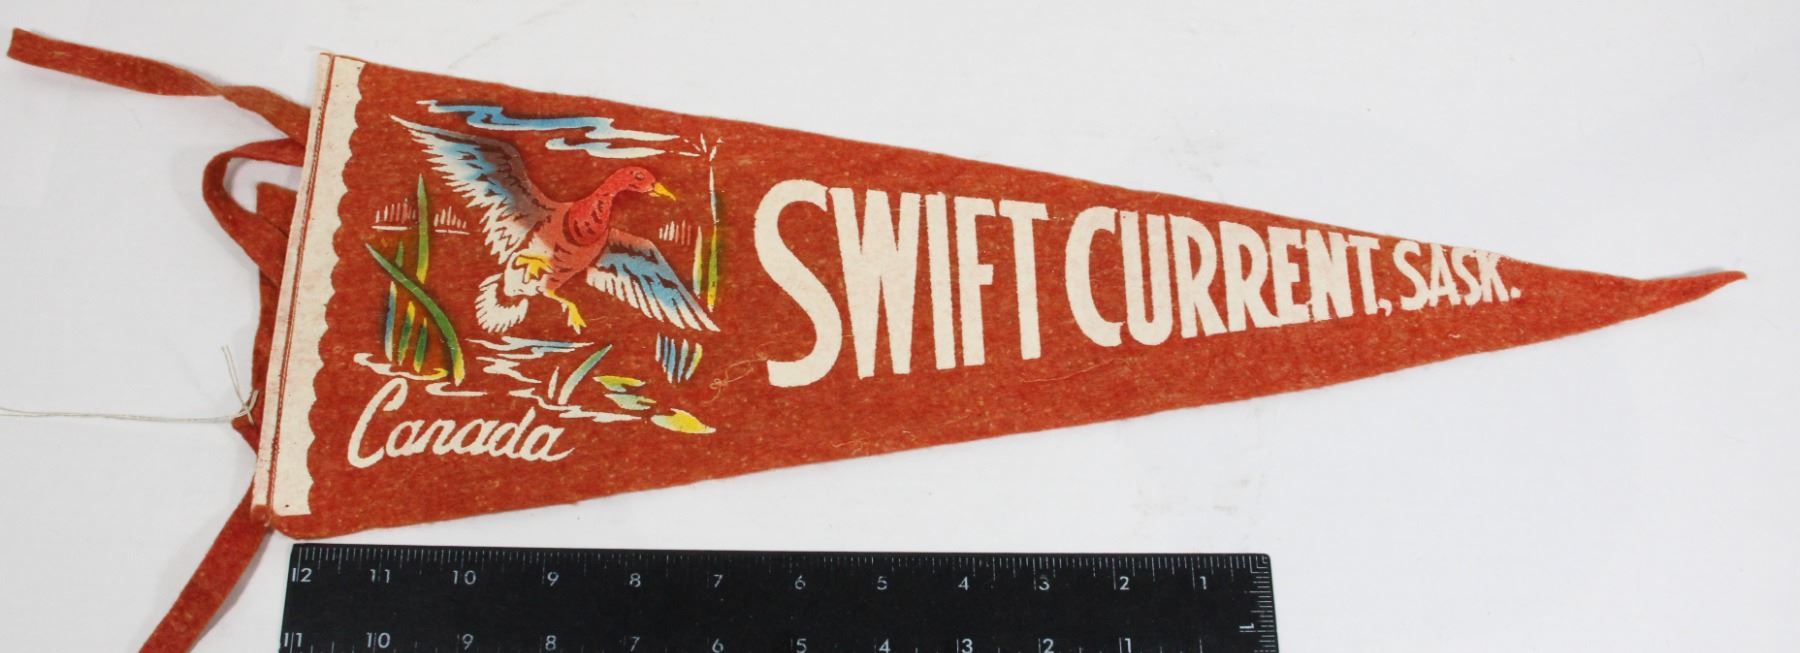 SWIFT CURRENT, SASK.
Canada
12 11 10 9 8 7 6 5 4 3 2 1
11 10 9 8 7 6 5 4 3 2 1
1